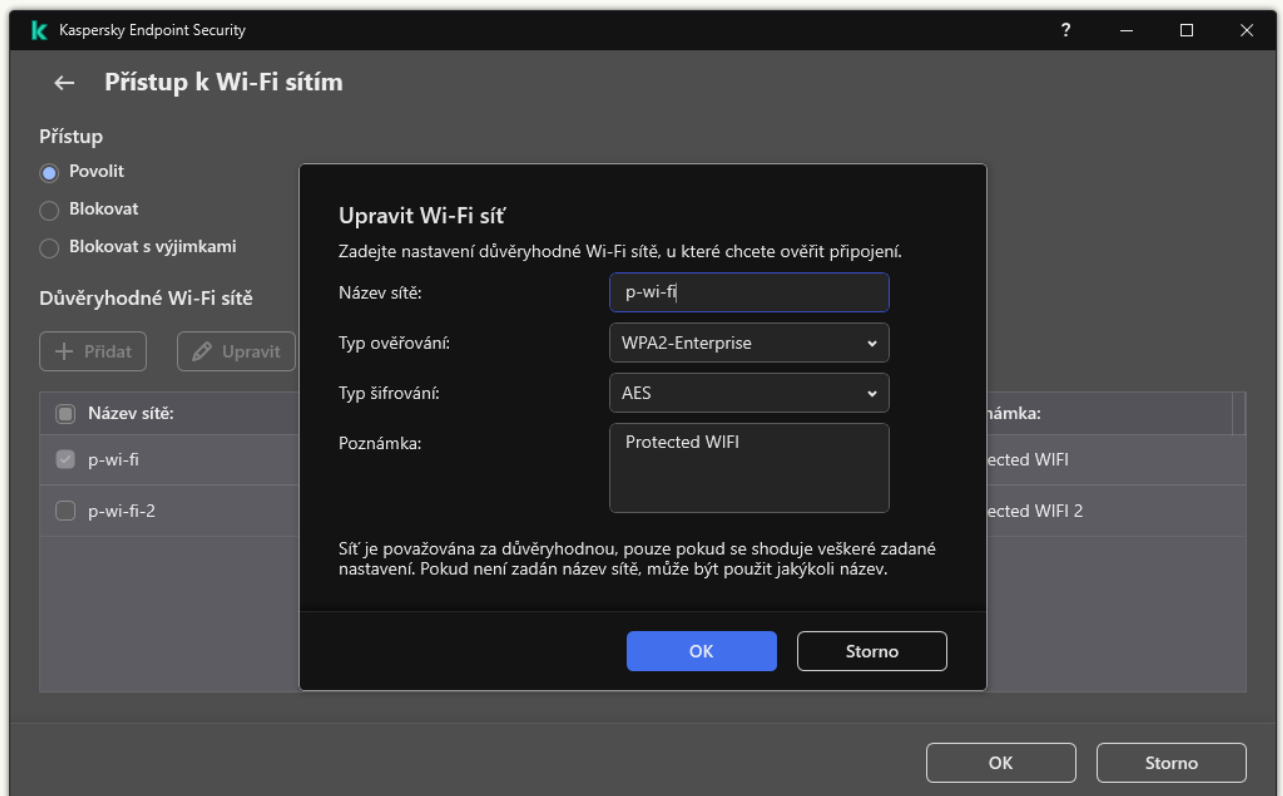 Kaspersky Endpoint Security
?
Přístup k Wi-Fi sítím
Přístup
Povolit
Blokovat
Blokovat s výjimkami
Důvěryhodné Wi-Fi sítě
Přidat
Upravit
Název sítě:
p-wi-fi
p-wi-fi-2
Upravit Wi-Fi síť
Zadejte nastavení důvěryhodné Wi-Fi sítě, u které chcete ověřit připojení.
Název sítě: p-wi-fi
Typ ověřování: WPA2-Enterprise
Typ šifrování: AES
Poznámka: Protected WIFI
Síť je považována za důvěryhodnou, pouze pokud se shoduje veškeré zadané
nastavení. Pokud není zadán název sítě, může být použit jakýkoli název.
OK
Storno
námka:
ected WIFI
ected WIFI 2
OK
Storno